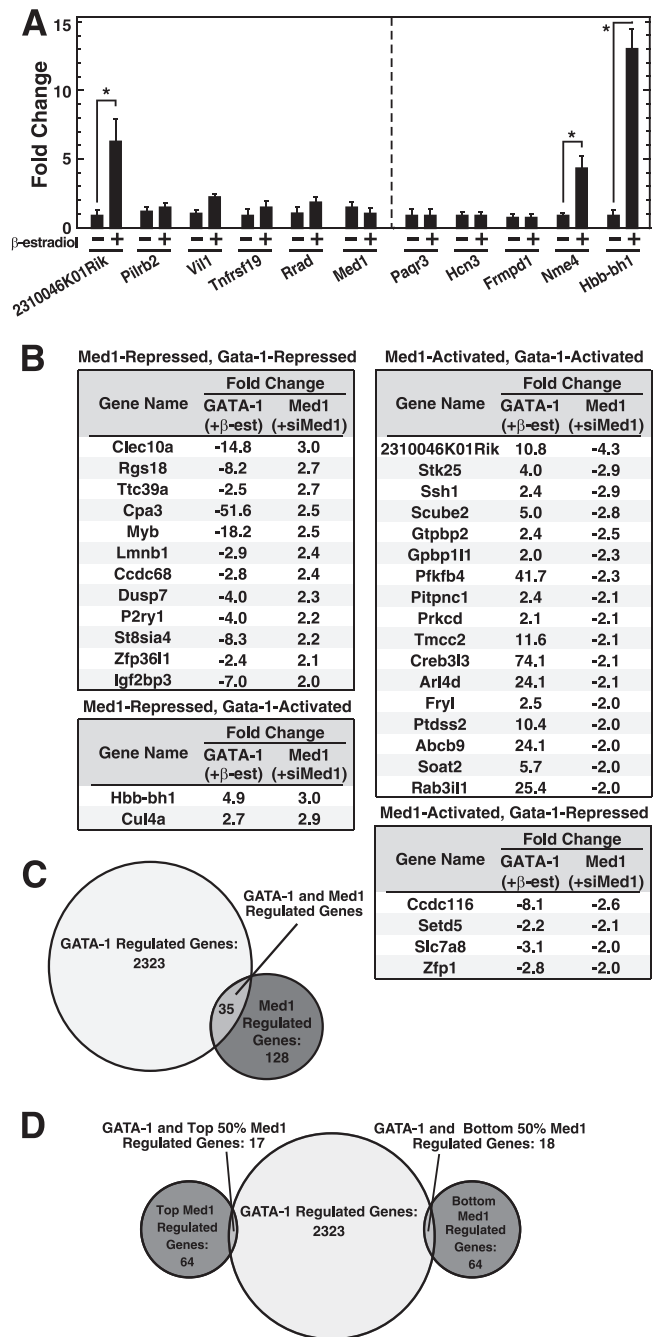 A
15
10
5
0
Fold Change
*
*
*
β-estradiol
− + − + − + − + − + − + − + − + − + − + − +
2310046K01Rik
Pilrb2
Vil1
Tnfrsf19
Rrad
Med1
Paqr3
Hcn3
Frmpd1
Nme4
Hbb-bh1
B
Med1-Repressed, Gata-1-Repressed
Gene Name
Fold Change
GATA-1 (+β-est)
Med1 (+siMed1)
Clec10a -14.8 3.0
Rgs18 -8.2 2.7
Ttc39a -2.5 2.7
Cpa3 -51.6 2.5
Myb -18.2 2.5
Lmnb1 -2.9 2.4
Ccdc68 -2.8 2.4
Dusp7 -4.0 2.3
P2ry1 -4.0 2.2
St8sia4 -8.3 2.2
Zfp36l1 -2.4 2.1
Igf2bp3 -7.0 2.0
Med1-Repressed, Gata-1-Activated
Gene Name
Fold Change
GATA-1 (+β-est)
Med1 (+siMed1)
Hbb-bh1 4.9 3.0
Cul4a 2.7 2.9
Med1-Activated, Gata-1-Activated
Gene Name
Fold Change
GATA-1 (+β-est)
Med1 (+siMed1)
2310046K01Rik 10.8 -4.3
Stk25 4.0 -2.9
Ssh1 2.4 -2.9
Scube2 5.0 -2.8
Gtpbp2 2.4 -2.5
Gpbp1l1 2.0 -2.3
Pfkfb4 41.7 -2.3
Pitpnc1 2.4 -2.1
Prkcd 2.1 -2.1
Tmcc2 11.6 -2.1
Creb3l3 74.1 -2.1
Arl4d 24.1 -2.1
Fryl 2.5 -2.0
Ptdss2 10.4 -2.0
Abcb9 24.1 -2.0
Soat2 5.7 -2.0
Rab3il1 25.4 -2.0
Med1-Activated, Gata-1-Repressed
Gene Name
Fold Change
GATA-1 (+β-est)
Med1 (+siMed1)
Ccdc116 -8.1 -2.6
Setd5 -2.2 -2.1
Slc7a8 -3.1 -2.0
Zfp1 -2.8 -2.0
C
GATA-1 and Med1
Regulated Genes
GATA-1 Regulated Genes:
2323
35
Med1
Regulated
Genes:
128
D
GATA-1 and Top 50% Med1
Regulated Genes: 17
GATA-1 and Bottom 50% Med1
Regulated Genes: 18
Top Med1
Regulated
Genes:
64
GATA-1 Regulated Genes:
2323
Bottom
Med1
Regulated
Genes:
64